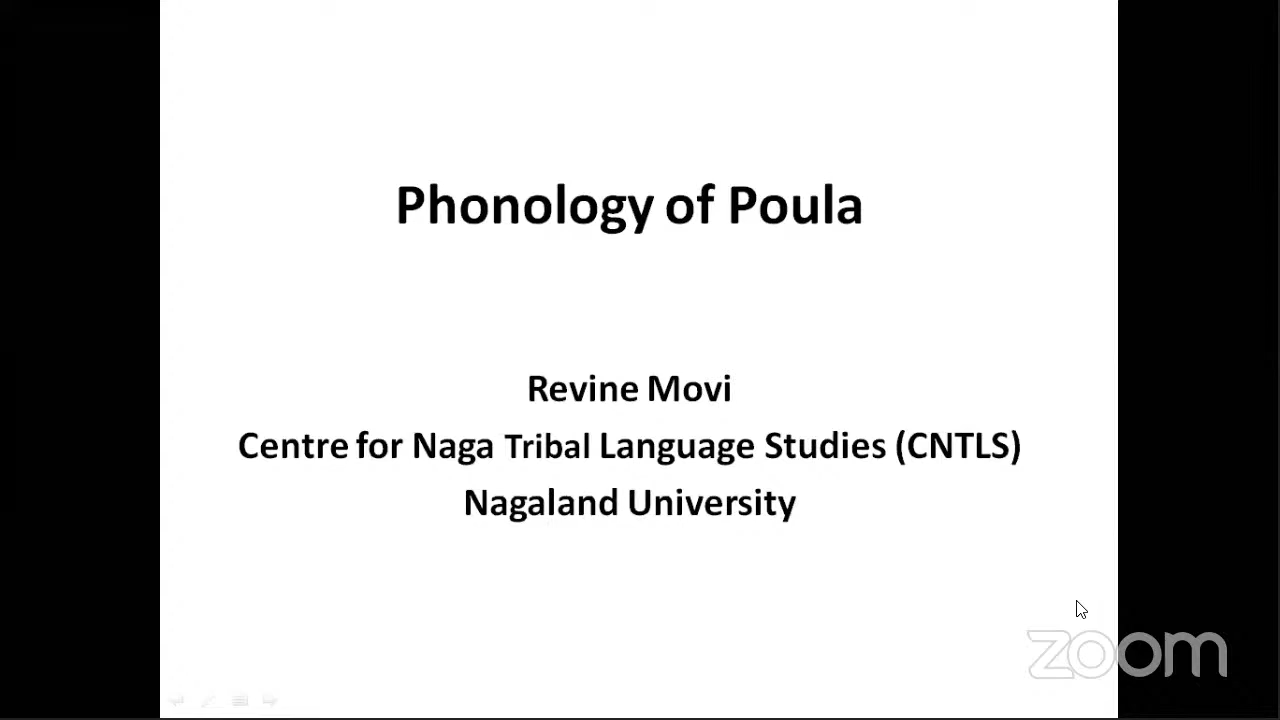 Phonology of Poula
Revine Movi
Centre for Naga Tribal Language Studies (CNTLS)
Nagaland University
zoom